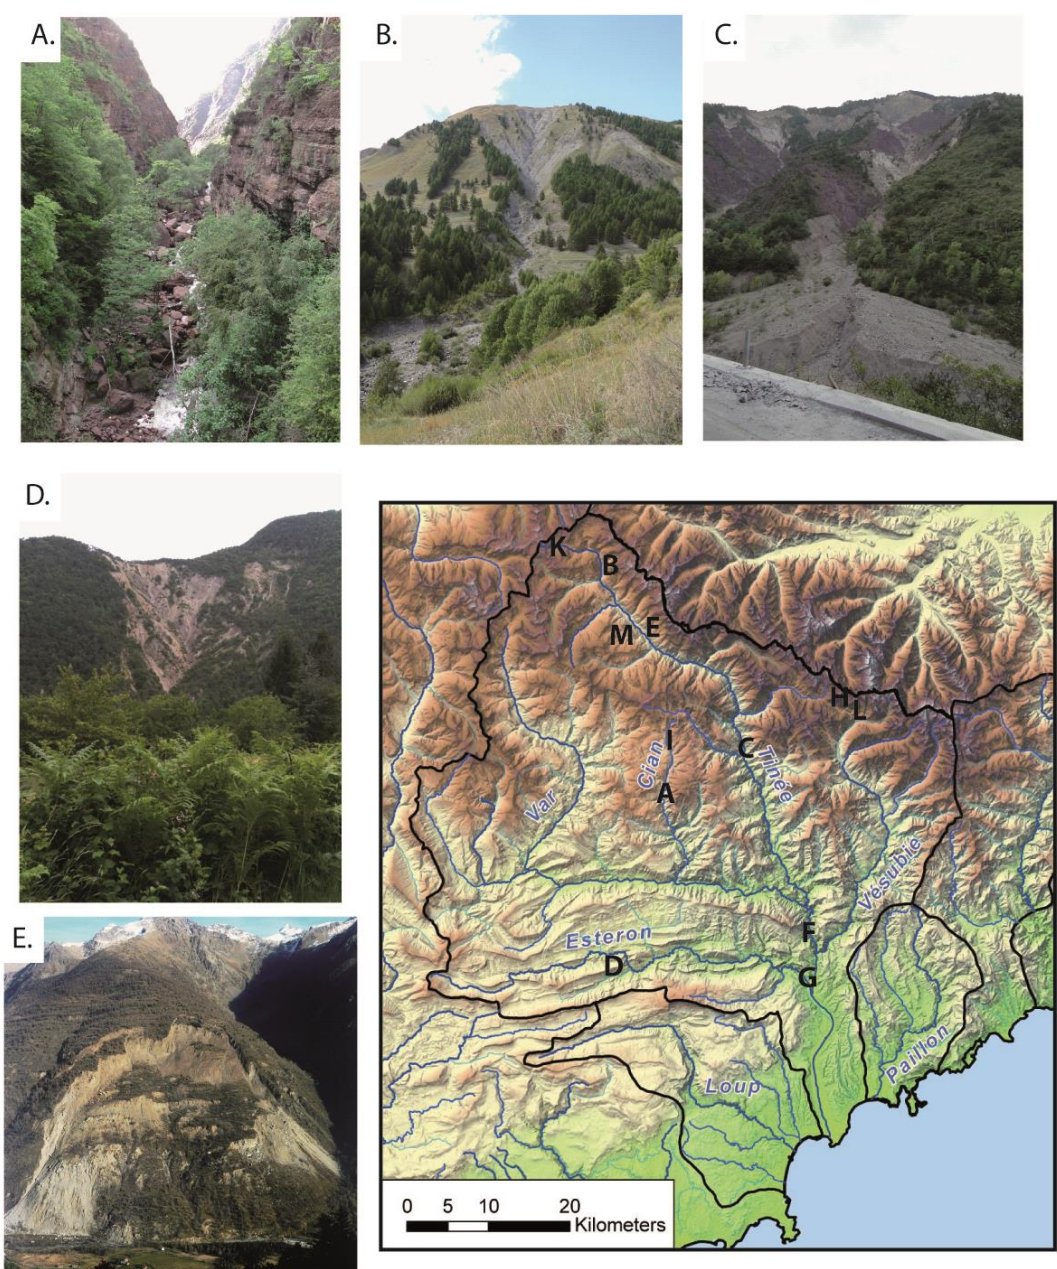 A.
B.
C.
D.
E.
K
B
M
E
H
L
I
C
Cian
Tinée
A
Var
Vésubie
F
Esteron
D
G
Paillon
Loup
0 5 10 20
Kilometers